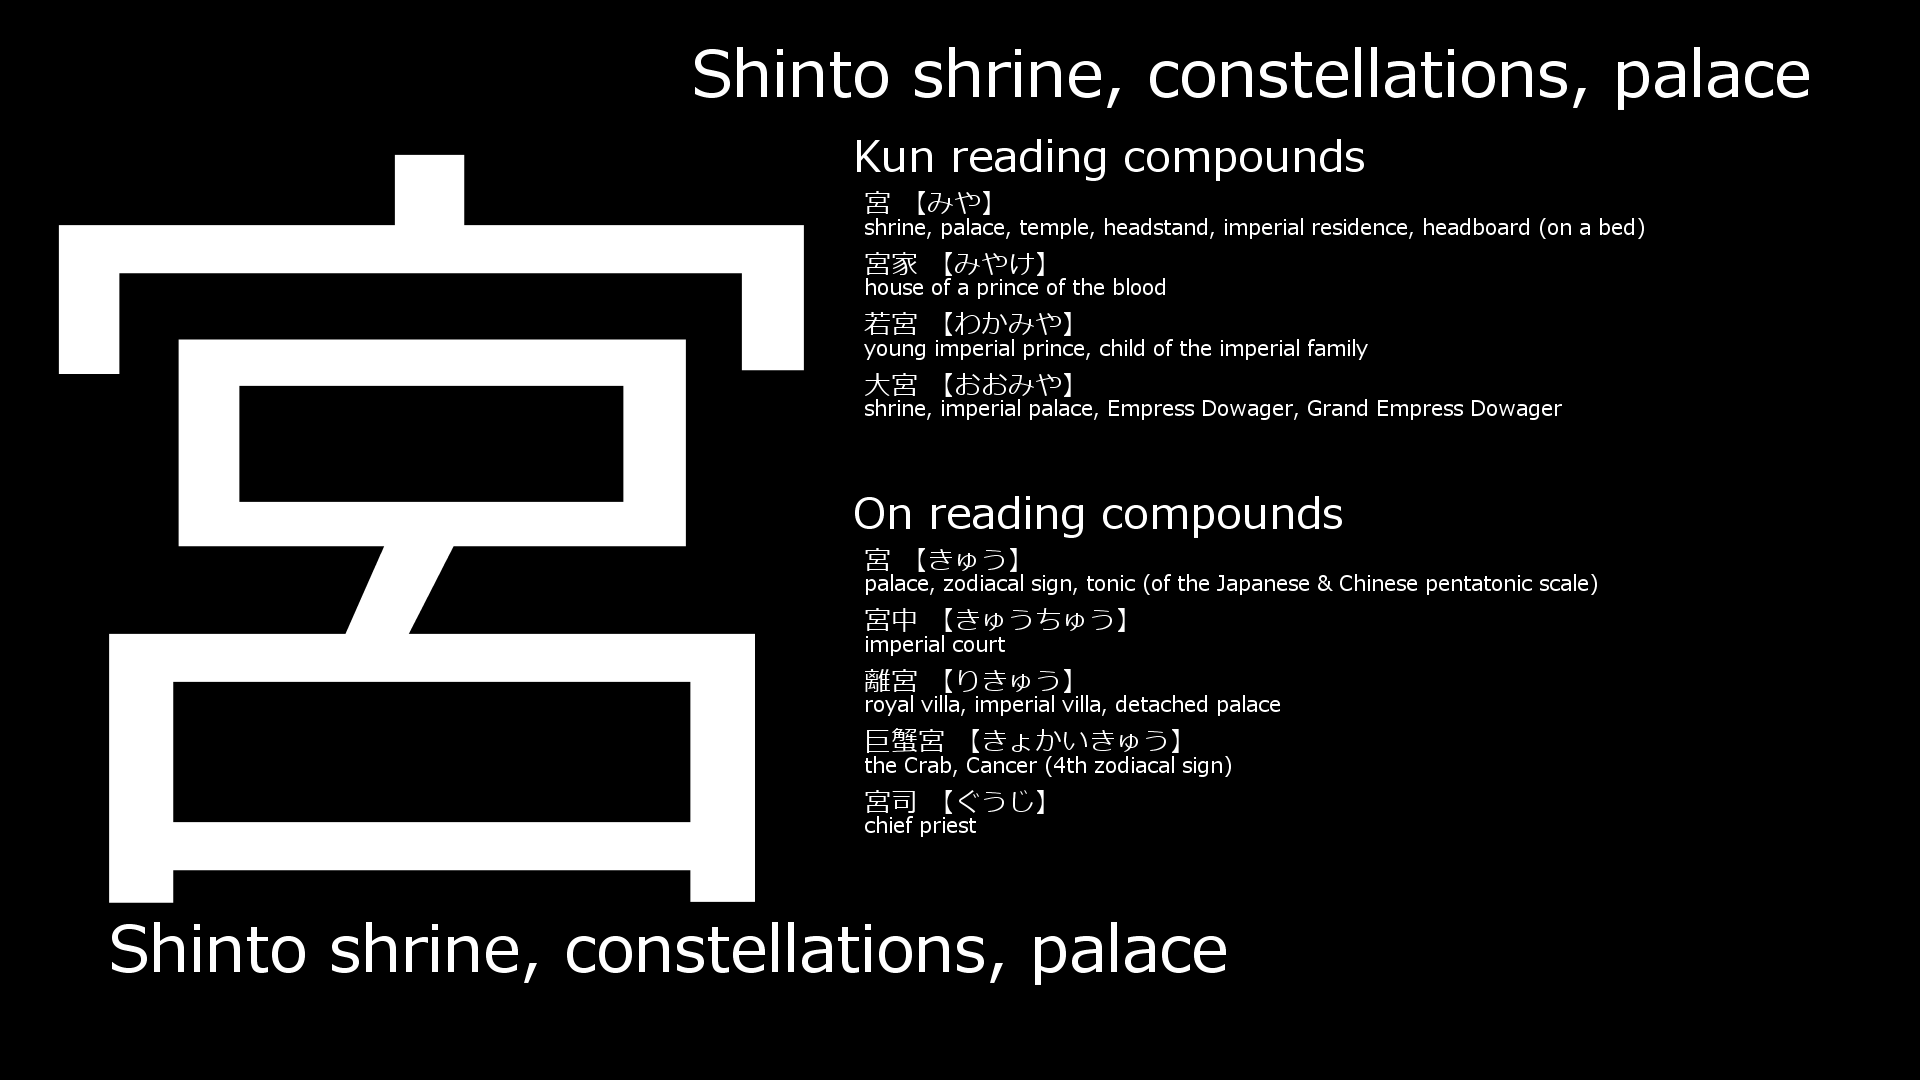 Shinto shrine, constellations, palace
宮
Kun reading compounds
宮 【みや】
shrine, palace, temple, headstand, imperial residence, headboard (on a bed)
宮家 【みやけ】
house of a prince of the blood
若宮 【わかみや】
young imperial prince, child of the imperial family
大宮 【おおみや】
shrine, imperial palace, Empress Dowager, Grand Empress Dowager
On reading compounds
宮 【きゅう】
palace, zodiacal sign, tonic (of the Japanese & Chinese pentatonic scale)
宮中 【きゅうちゅう】
imperial court
離宮 【りきゅう】
royal villa, imperial villa, detached palace
巨蟹宮 【きょかいきゅう】
the Crab, Cancer (4th zodiacal sign)
宮司 【ぐうじ】
chief priest
Shinto shrine, constellations, palace